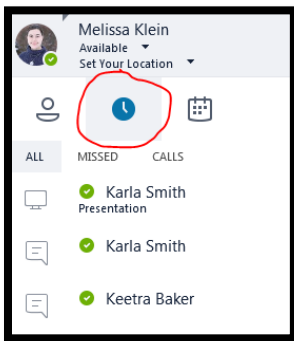 Melissa Klein
Available
Set Your Location
ALL MISSED CALLS
Karla Smith
Presentation
Karla Smith
Keetra Baker